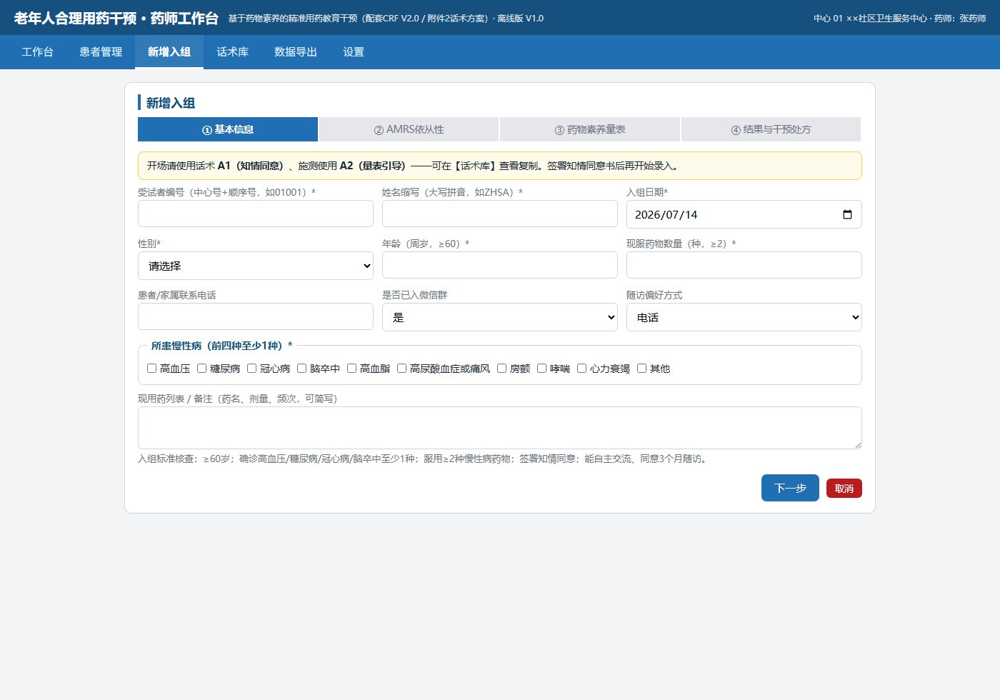 老年人合理用药干预 • 药师工作台
基于药物素养的精准用药教育干预（配套CRF V2.0 / 附件2话术方案）· 离线版 V1.0
中心 01 ××社区卫生服务中心 · 药师：张药师
工作台
患者管理
新增入组
话术库
数据导出
设置
新增入组
① 基本信息
② AMRS依从性
③ 药物素养量表
④ 结果与干预处方
开场请使用话术 A1（知情同意）、施测使用 A2（量表引导）——可在【话术库】查看复制。签署知情同意书后再开始录入。
受试者编号（中心号+顺序号，如01001）*
姓名缩写（大写拼音，如ZHSA）*
入组日期*
2026/07/14
性别*
年龄（周岁，≥60）*
现服药物数量（种，≥2）*
请选择
患者/家属联系电话
是否已入微信群
随访偏好方式
是
电话
所患慢性病（前四种至少1种）*
高血压 糖尿病 冠心病 脑卒中 高血脂 高尿酸血症或痛风 房颤 哮喘 心力衰竭 其他
现用药列表 / 备注（药名、剂量、频次，可简写）
入组标准核查：≥60岁；确诊高血压/糖尿病/冠心病/脑卒中至少1种；服用≥2种慢性病药物；签署知情同意；能自主交流、同意3个月随访。
下一步
取消